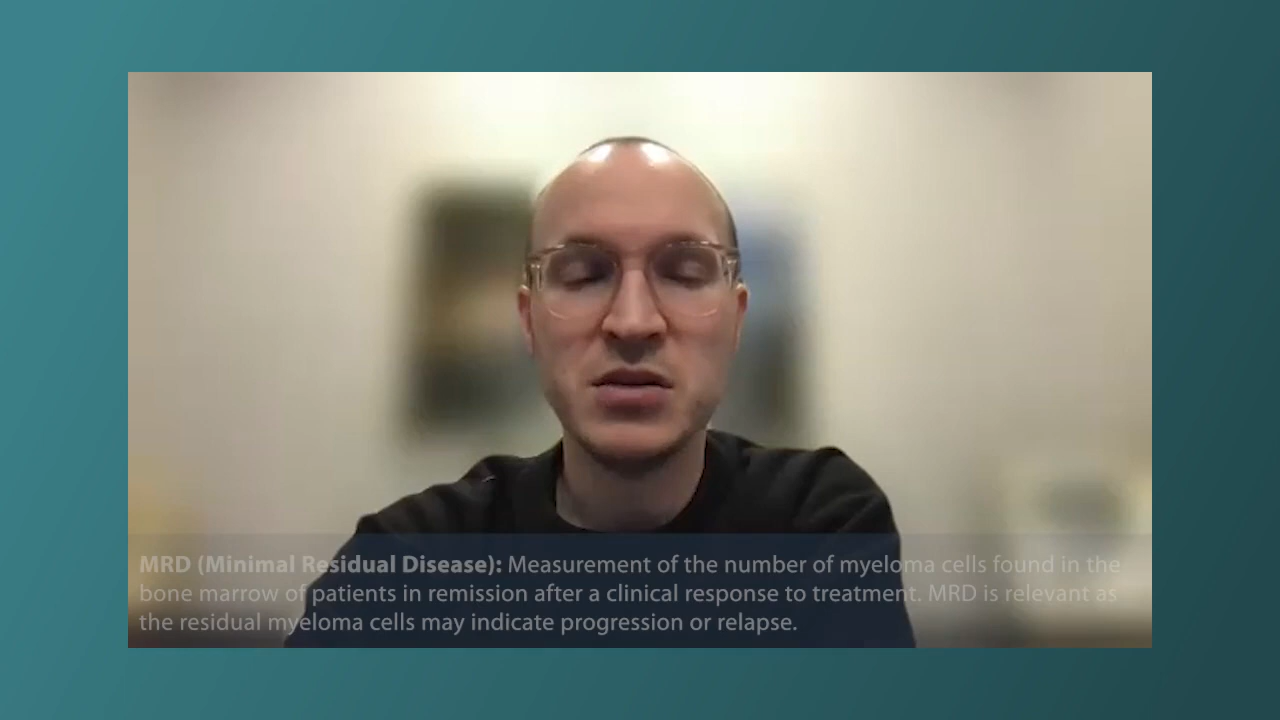 MRD (Minimal Residual Disease): Measurement of the number of myeloma cells found in the
bone marrow of patients in remission after a clinical response to treatment. MRD is relevant as
the residual myeloma cells may indicate progression or relapse.